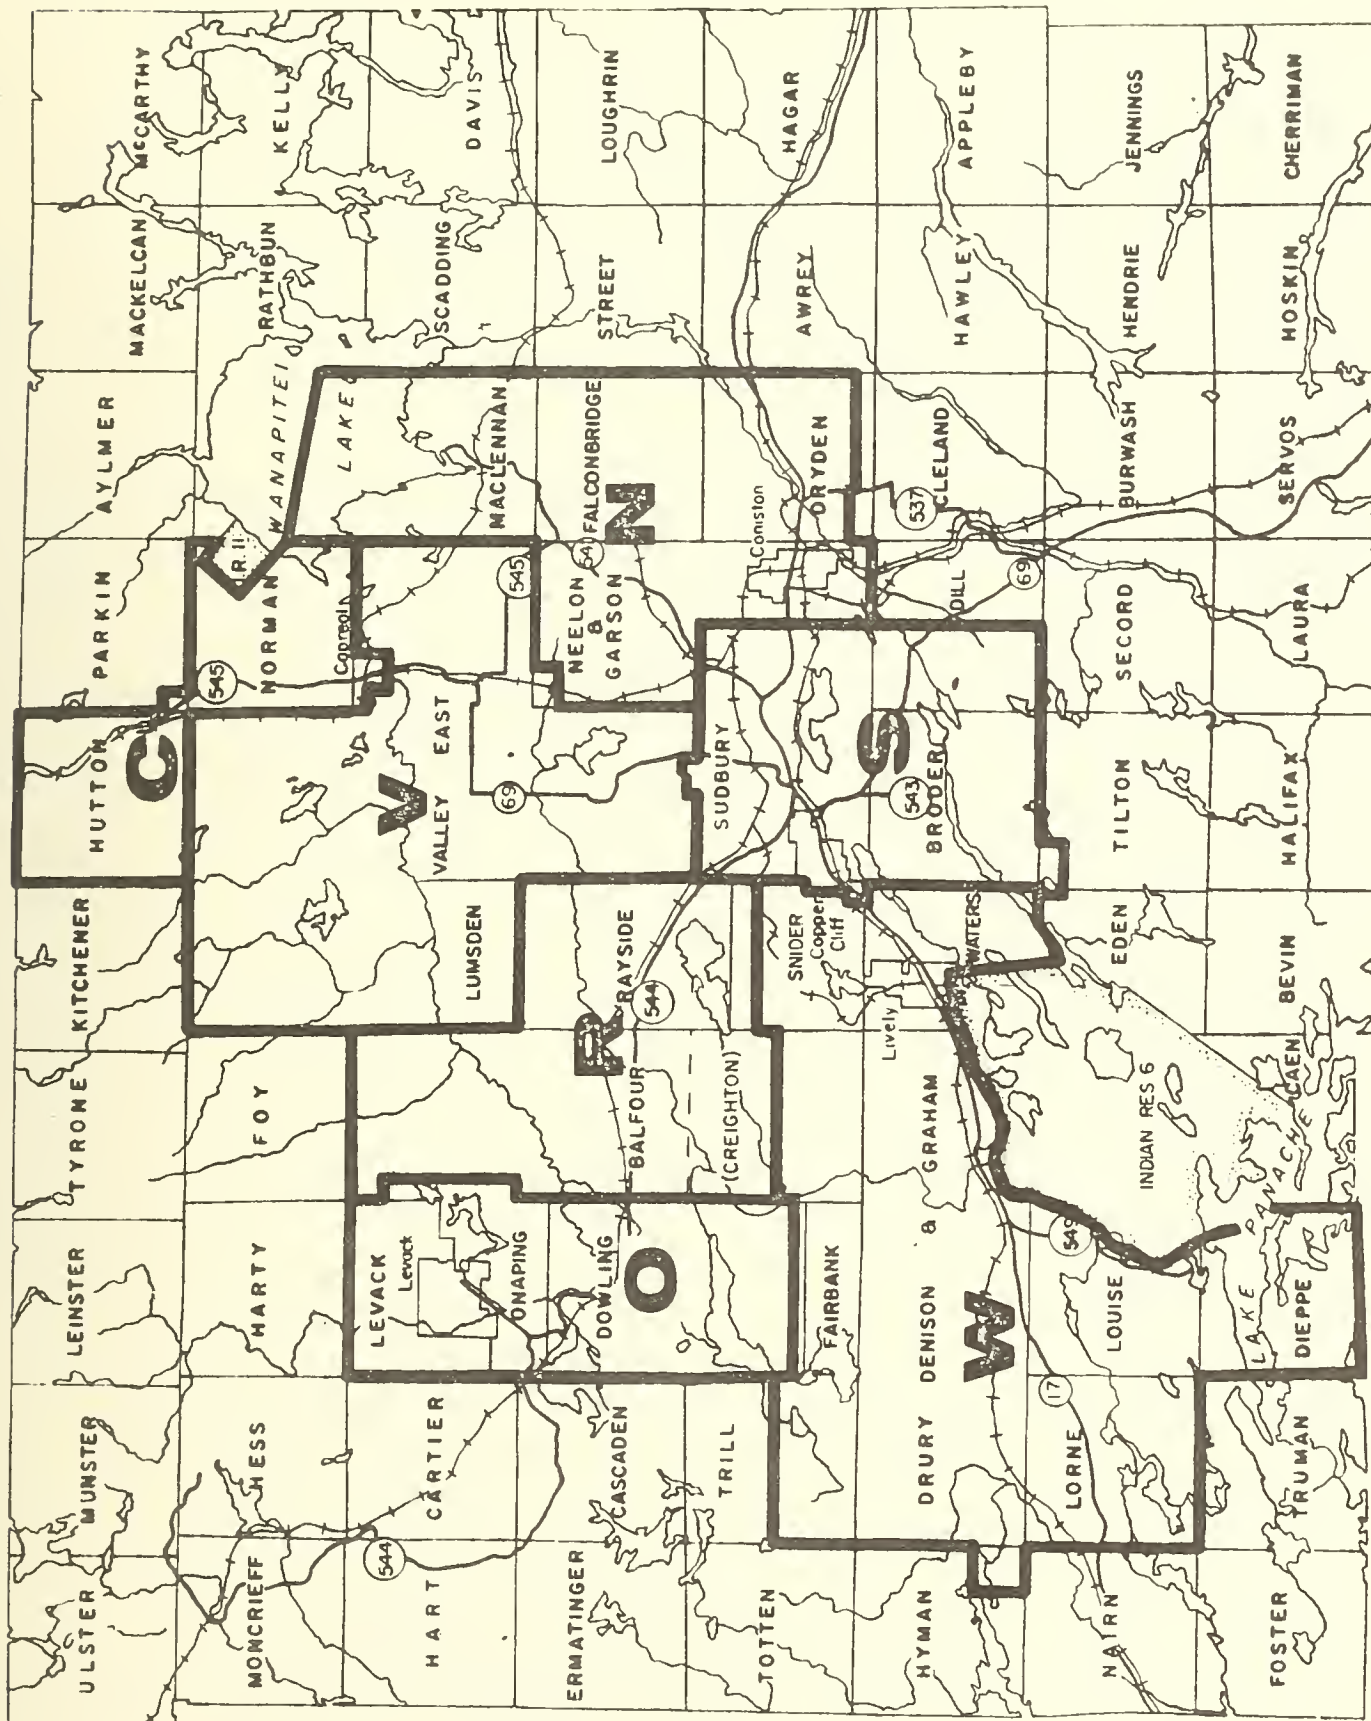 ULSTER
MUNSTER
LEINSTER
TYRONE
KITCHENER
HUTTON
C
PARKIN
AYLMER
MACKELCAN
McCARTHY
MONCRIEFF
HESS
HARTY
FOY
545
NORMAN
I.R. 11
WANAPITEI
LAKE
RATHBUN
KELLY
544
HART
CARTIER
LEVACK
Levack
ONAPING
LUMSDEN
V
VALLEY EAST
69
Capreol
545
MACLENNAN
SCADDING
DAVIS
ERMATINGER
CASCADEN
DOWLING
O
BALFOUR
R
RAYSIDE
544
NEELON
&
GARSON
541
FALCONBRIDGE
N
STREET
LOUGHRIN
TOTTEN
TRILL
(CREIGHTON)
SUDBURY
Coniston
DRYDEN
AWREY
HAGAR
FAIRBANK
SNIDER
Copper
Cliff
Lively
S
HYMAN
DRURY DENISON & GRAHAM
W
WATERS
BRODER
543
DILL
537
CLELAND
HAWLEY
APPLEBY
NAIRN
LORNE
17
LOUISE
549
INDIAN RES 6
EDEN
TILTON
SECORD
69
BURWASH
HENDRIE
JENNINGS
FOSTER
TRUMAN
DIEPPE
LAKE PANACHE
CAEN
BEVIN
HALIFAX
LAURA
SERVOS
HOSKIN
CHERRIMAN